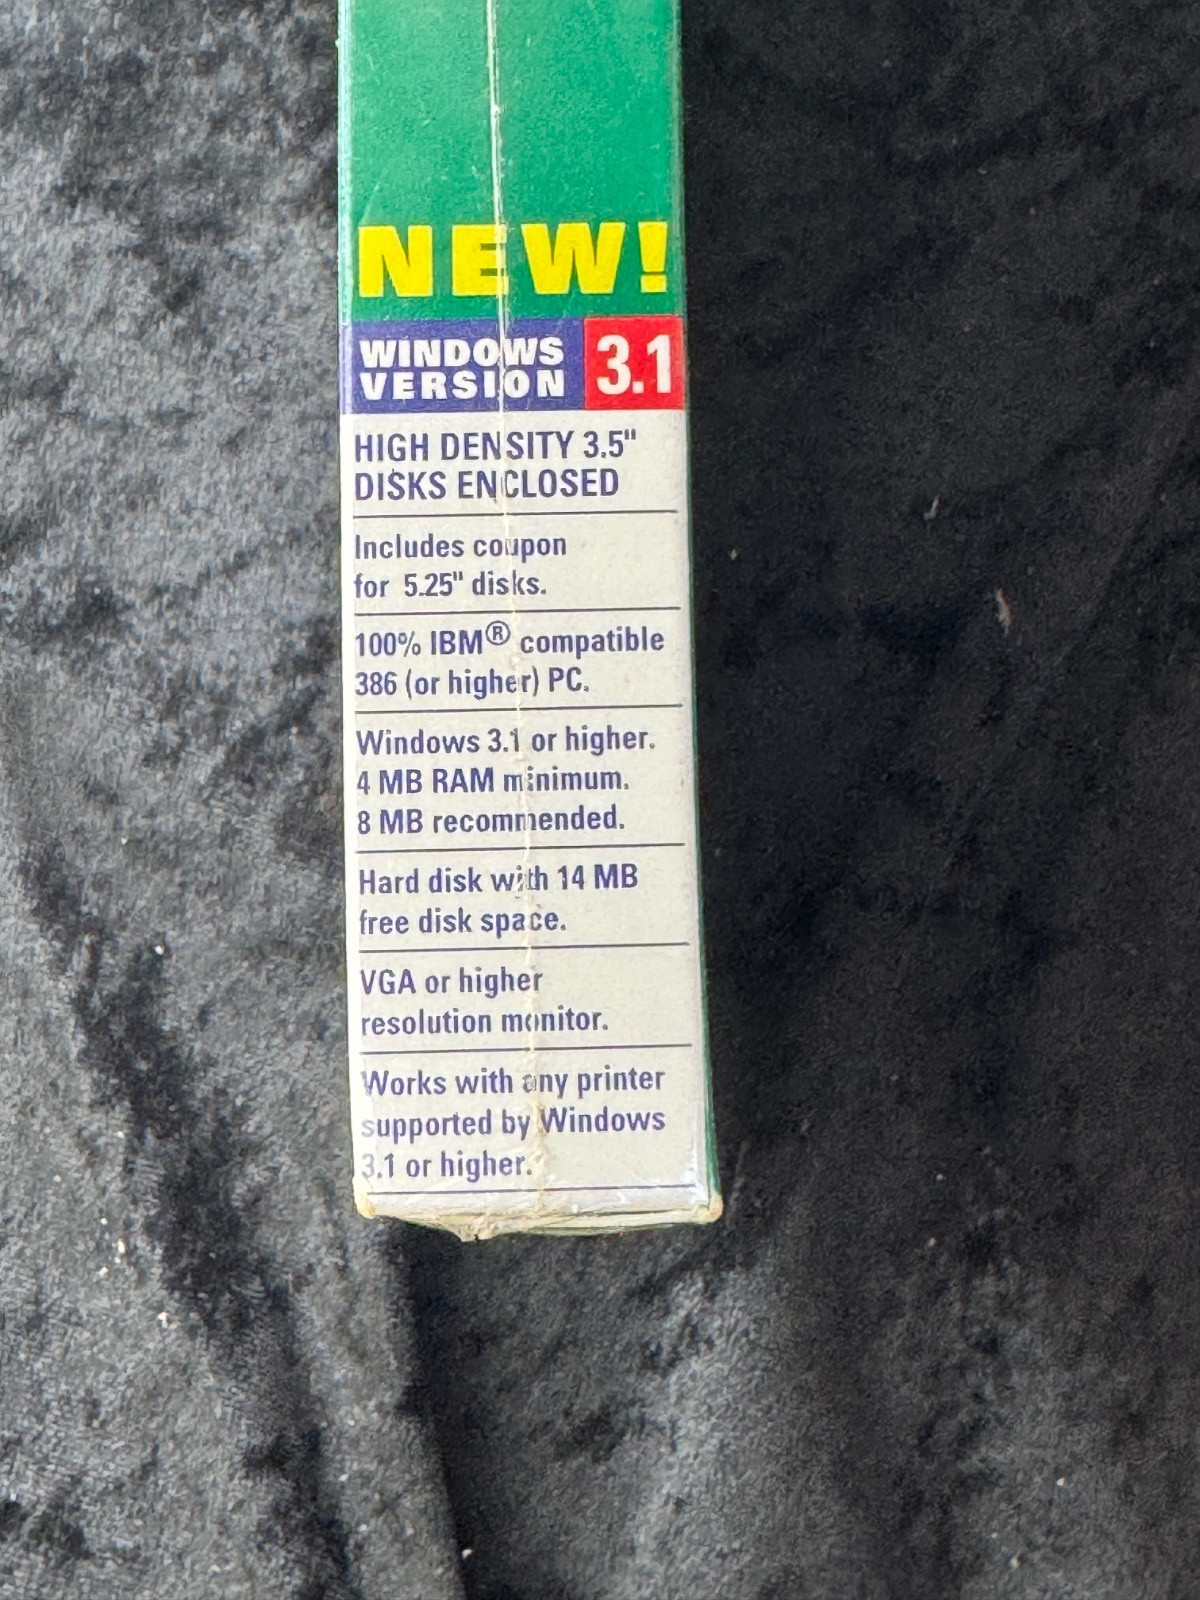 NEW!
WINDOWS
VERSION 3.1
HIGH DENSITY 3.5"
DISKS ENCLOSED
Includes coupon
for 5.25" disks.
100% IBM® compatible
386 (or higher) PC.
Windows 3.1 or higher.
4 MB RAM minimum.
8 MB recommended.
Hard disk with 14 MB
free disk space.
VGA or higher
resolution monitor.
Works with any printer
supported by Windows
3.1 or higher.